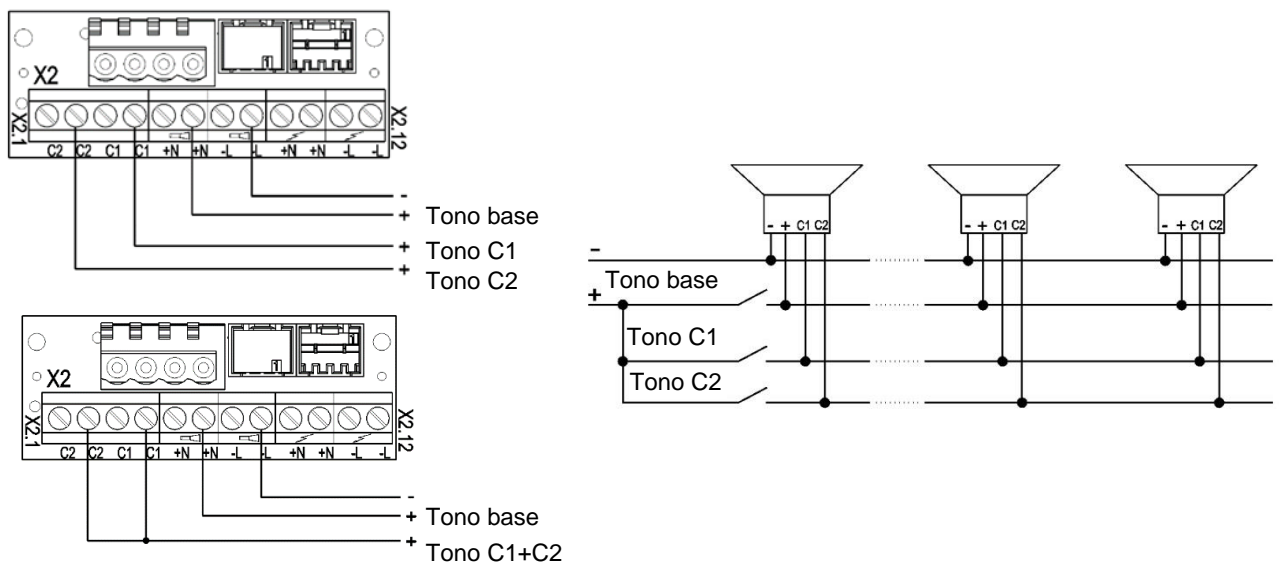 X2
X2.1
X2.12
C2 C2 C1 C1 +N +N -L -L +N +N -L -L
-
+ Tono base
+ Tono C1
+ Tono C2
1
X2
X2.1
X2.12
C2 C2 C1 C1 +N +N -L -L +N +N -L -L
-
+ Tono base
+ Tono C1+C2
1
- + C1 C2
- + C1 C2
- + C1 C2
-
Tono base
+
Tono C1
Tono C2